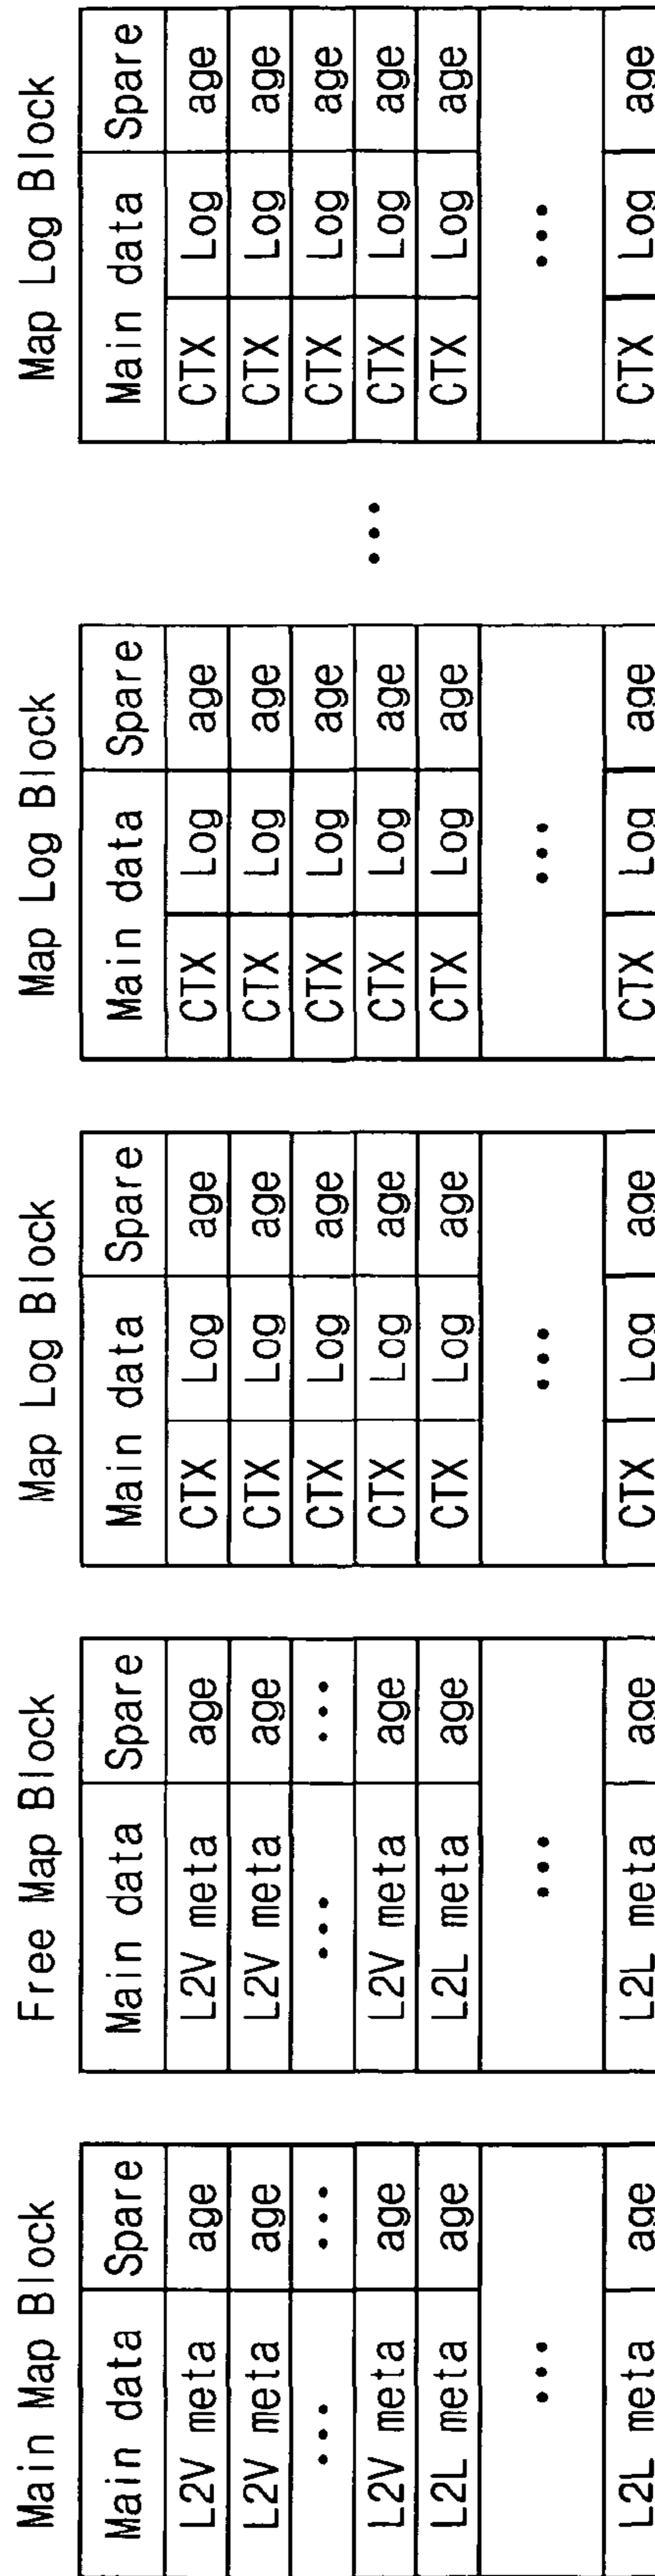 Main Map Block
Main data Spare
L2V meta age
L2V meta age
... ...
L2V meta age
L2L meta age
...
L2L meta age
Free Map Block
Main data Spare
L2V meta age
L2V meta age
... ...
L2V meta age
L2L meta age
...
L2L meta age
Map Log Block
Main data Spare
CTX Log age
CTX Log age
CTX Log age
CTX Log age
CTX Log age
...
CTX Log age
Map Log Block
Main data Spare
CTX Log age
CTX Log age
CTX Log age
CTX Log age
CTX Log age
...
CTX Log age
...
Map Log Block
Main data Spare
CTX Log age
CTX Log age
CTX Log age
CTX Log age
CTX Log age
...
CTX Log age